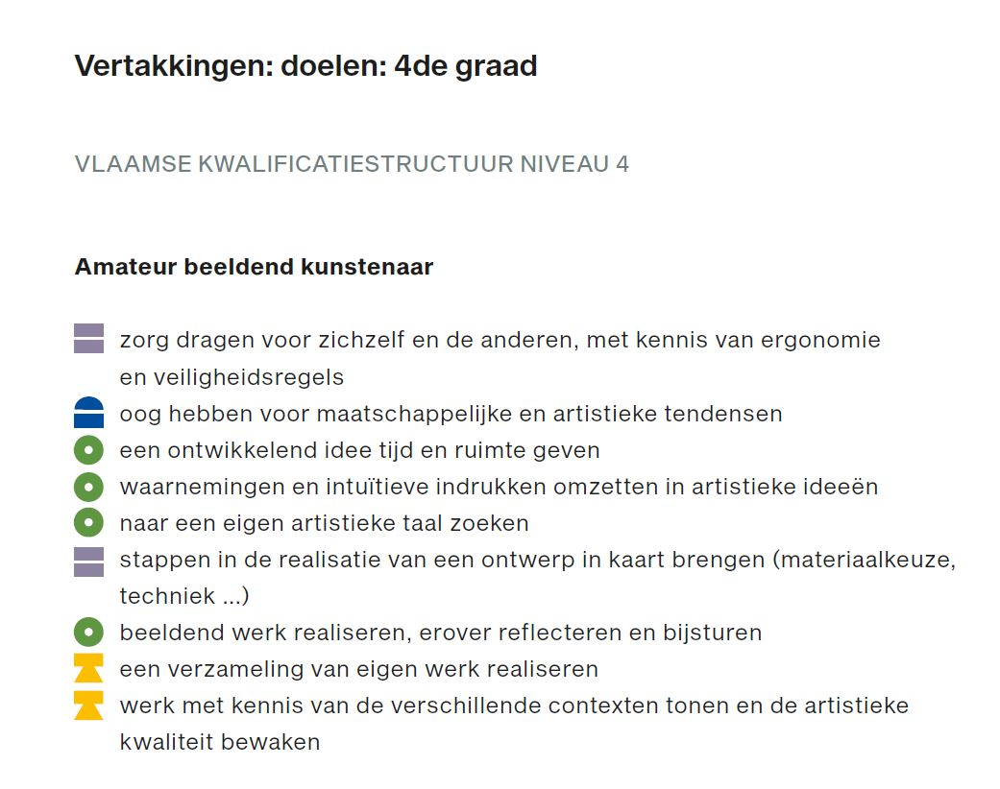 Vertakkingen: doelen: 4de graad
VLAAMSE KWALIFICATIESTRUCTUUR NIVEAU 4
Amateur beeldend kunstenaar
zorg dragen voor zichzelf en de anderen, met kennis van ergonomie
en veiligheidsregels
oog hebben voor maatschappelijke en artistieke tendensen
een ontwikkelend idee tijd en ruimte geven
waarnemingen en intuïtieve indrukken omzetten in artistieke ideeën
naar een eigen artistieke taal zoeken
stappen in de realisatie van een ontwerp in kaart brengen (materiaalkeuze,
techniek ...)
beeldend werk realiseren, erover reflecteren en bijsturen
een verzameling van eigen werk realiseren
werk met kennis van de verschillende contexten tonen en de artistieke
kwaliteit bewaken